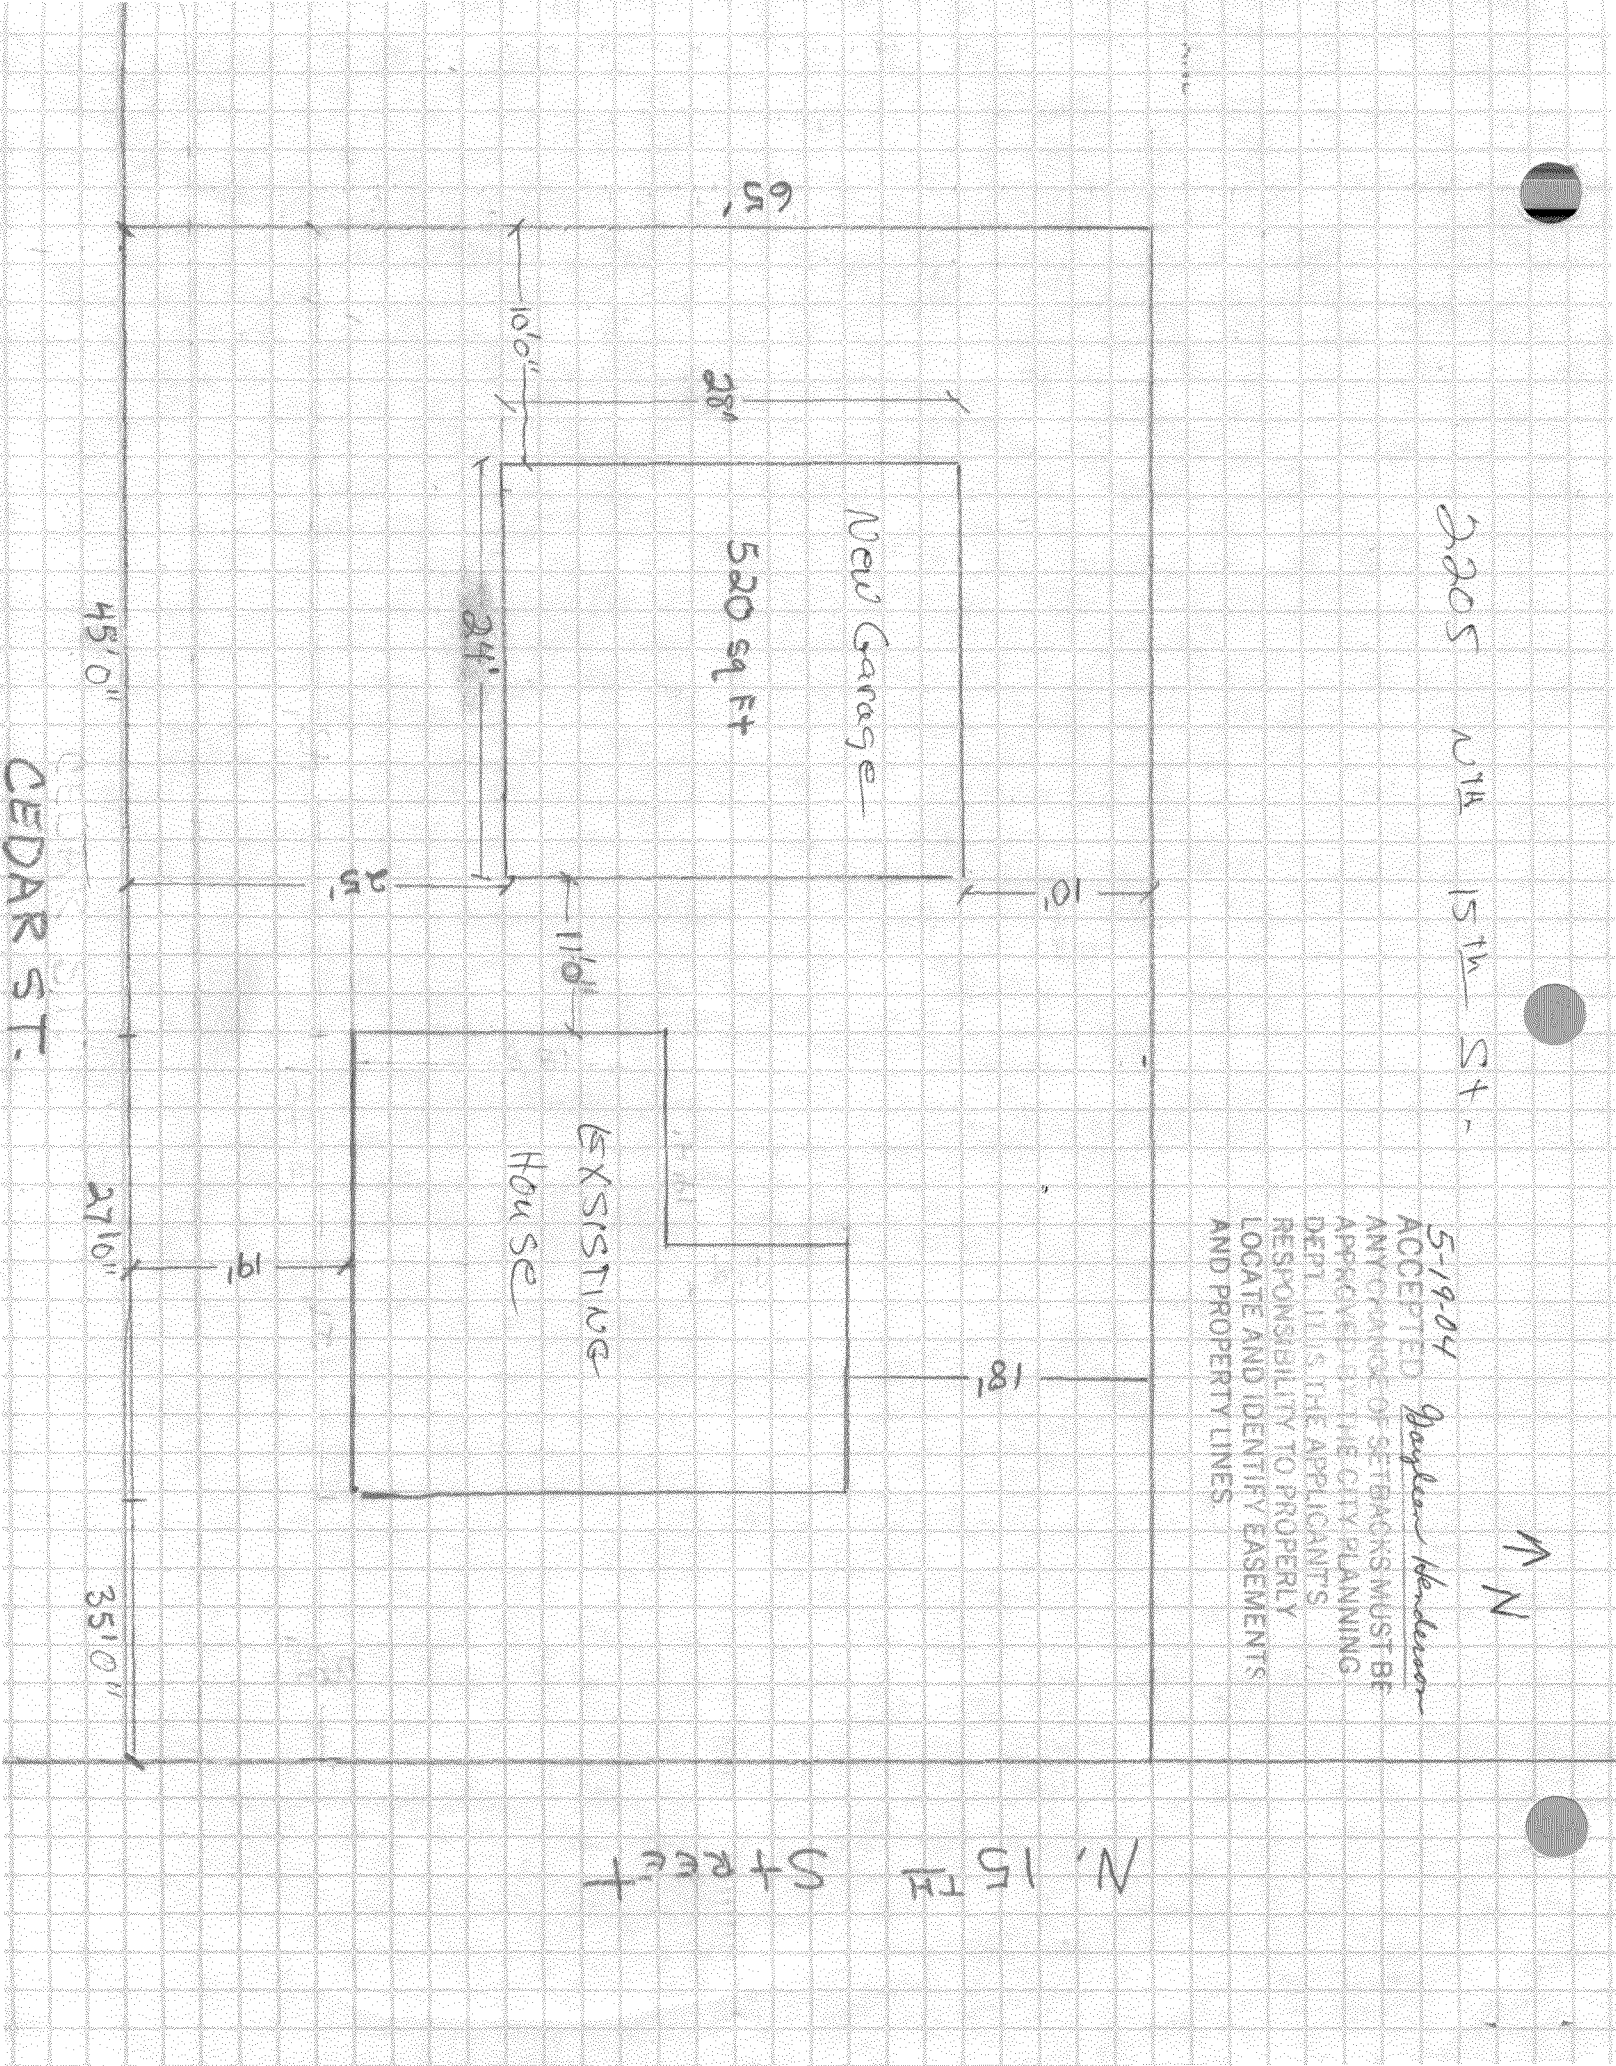 2205 NTH 15TH St.
↑ N
5-19-04
ACCEPTED Gaylean Henderson
ANY CHANGE OF SETBACKS MUST BE
APPROVED BY THE CITY PLANNING
DEPT. IT IS THE APPLICANT'S
RESPONSIBILITY TO PROPERLY
LOCATE AND IDENTIFY EASEMENTS
AND PROPERTY LINES
65'
10'
18'
New Garage
520 sq Ft
28'
10'0"
24'
11'0"
EXSISTING
House
25'
19'
45'0"
27'0"
35'0"
CEDAR ST.
N. 15TH StREEt